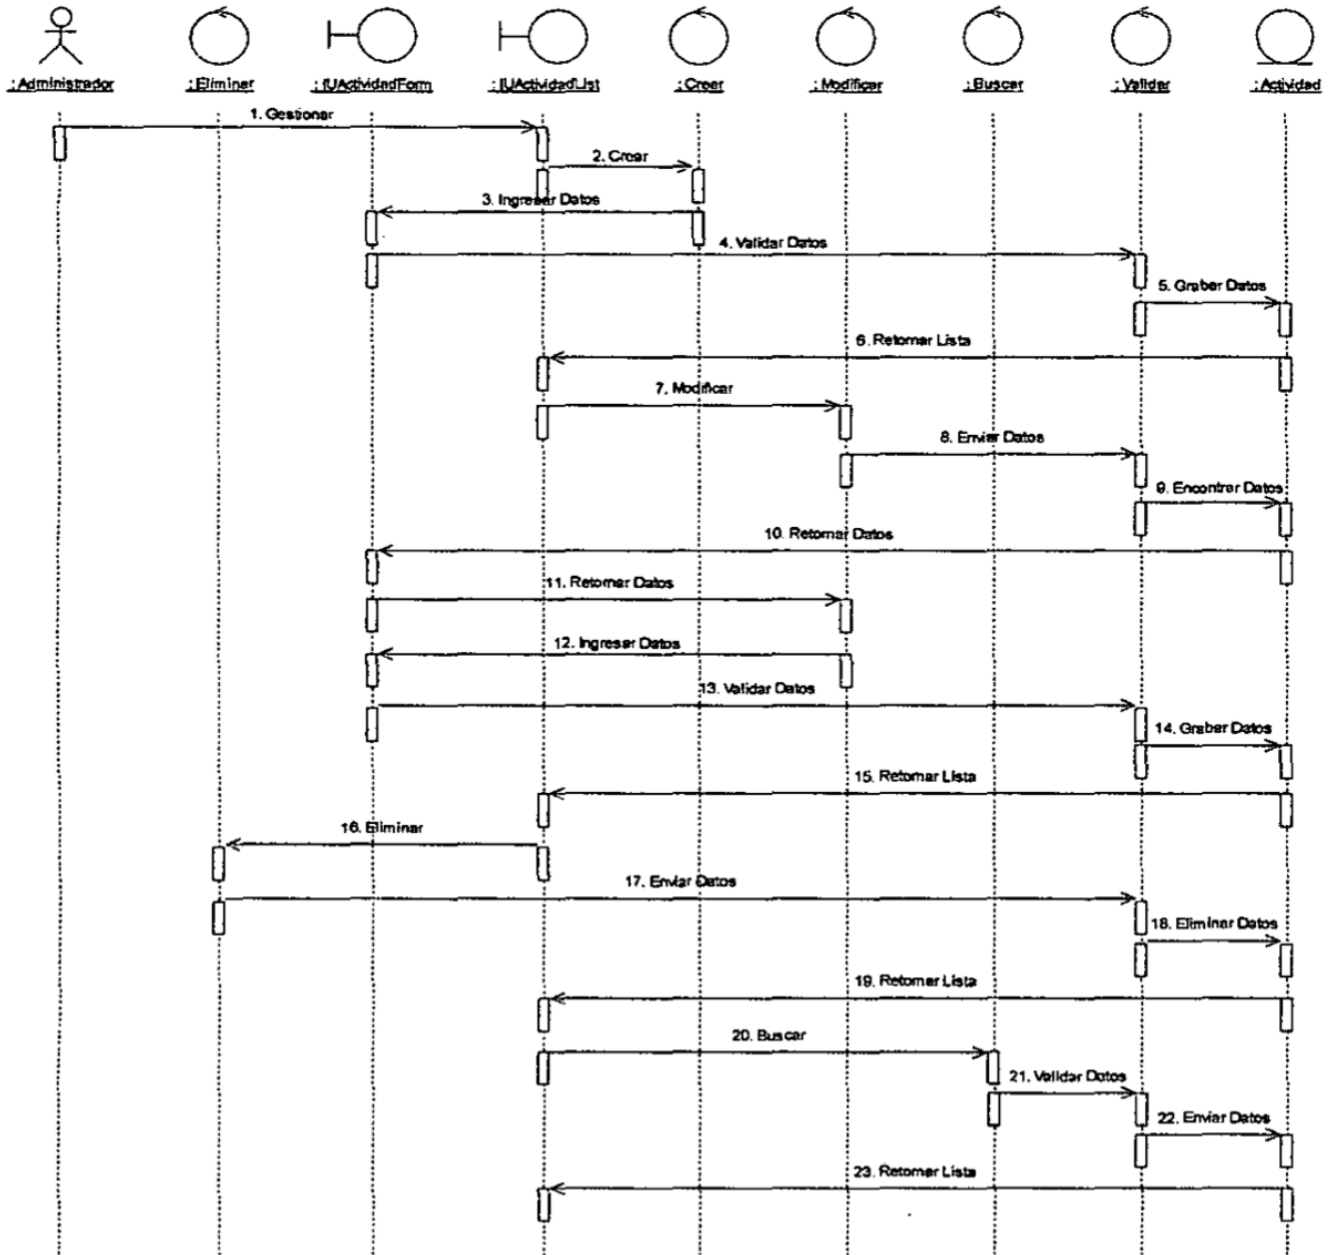 : Administrador
: Eliminar
: IUActividadForm
: IUActividadList
: Crear
: Modificar
: Buscar
: Validar
: Actividad
1. Gestionar
2. Crear
3. Ingresar Datos
4. Validar Datos
5. Grabar Datos
6. Retornar Lista
7. Modificar
8. Enviar Datos
9. Encontrar Datos
10. Retornar Datos
11. Retornar Datos
12. Ingresar Datos
13. Validar Datos
14. Grabar Datos
15. Retornar Lista
16. Eliminar
17. Enviar Datos
18. Eliminar Datos
19. Retornar Lista
20. Buscar
21. Validar Datos
22. Enviar Datos
23. Retornar Lista